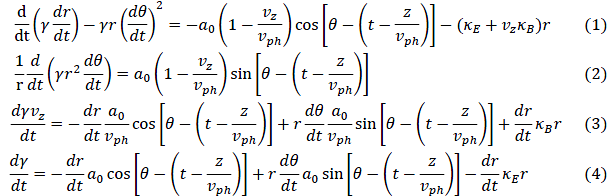 d/dt(γ dr/dt) − γr(dθ/dt)² = −a₀(1 − v_z/v_ph)cos[θ − (t − z/v_ph)] − (κ_E + v_zκ_B)r (1)
1/r d/dt(γr² dθ/dt) = a₀(1 − v_z/v_ph)sin[θ − (t − z/v_ph)] (2)
dγv_z/dt = −dr/dt a₀/v_ph cos[θ − (t − z/v_ph)] + r dθ/dt a₀/v_ph sin[θ − (t − z/v_ph)] + dr/dt κ_B r (3)
dγ/dt = −dr/dt a₀ cos[θ − (t − z/v_ph)] + r dθ/dt a₀ sin[θ − (t − z/v_ph)] − dr/dt κ_E r (4)